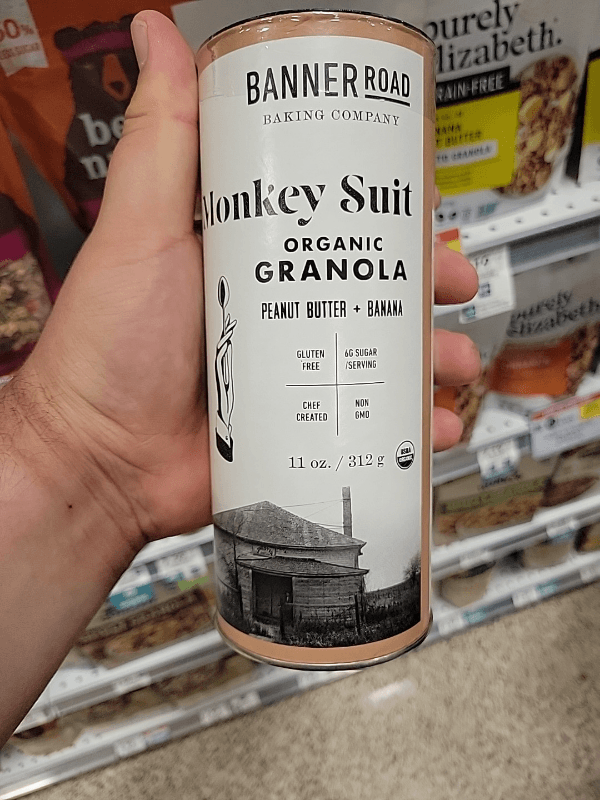 BANNER ROAD
BAKING COMPANY
Monkey Suit
ORGANIC
GRANOLA
PEANUT BUTTER + BANANA
GLUTEN
FREE
6G SUGAR
/SERVING
CHEF
CREATED
NON
GMO
11 oz. / 312 g
USDA
ORGANIC
be
purely
elizabeth.
GRAIN-FREE
purely
elizabeth